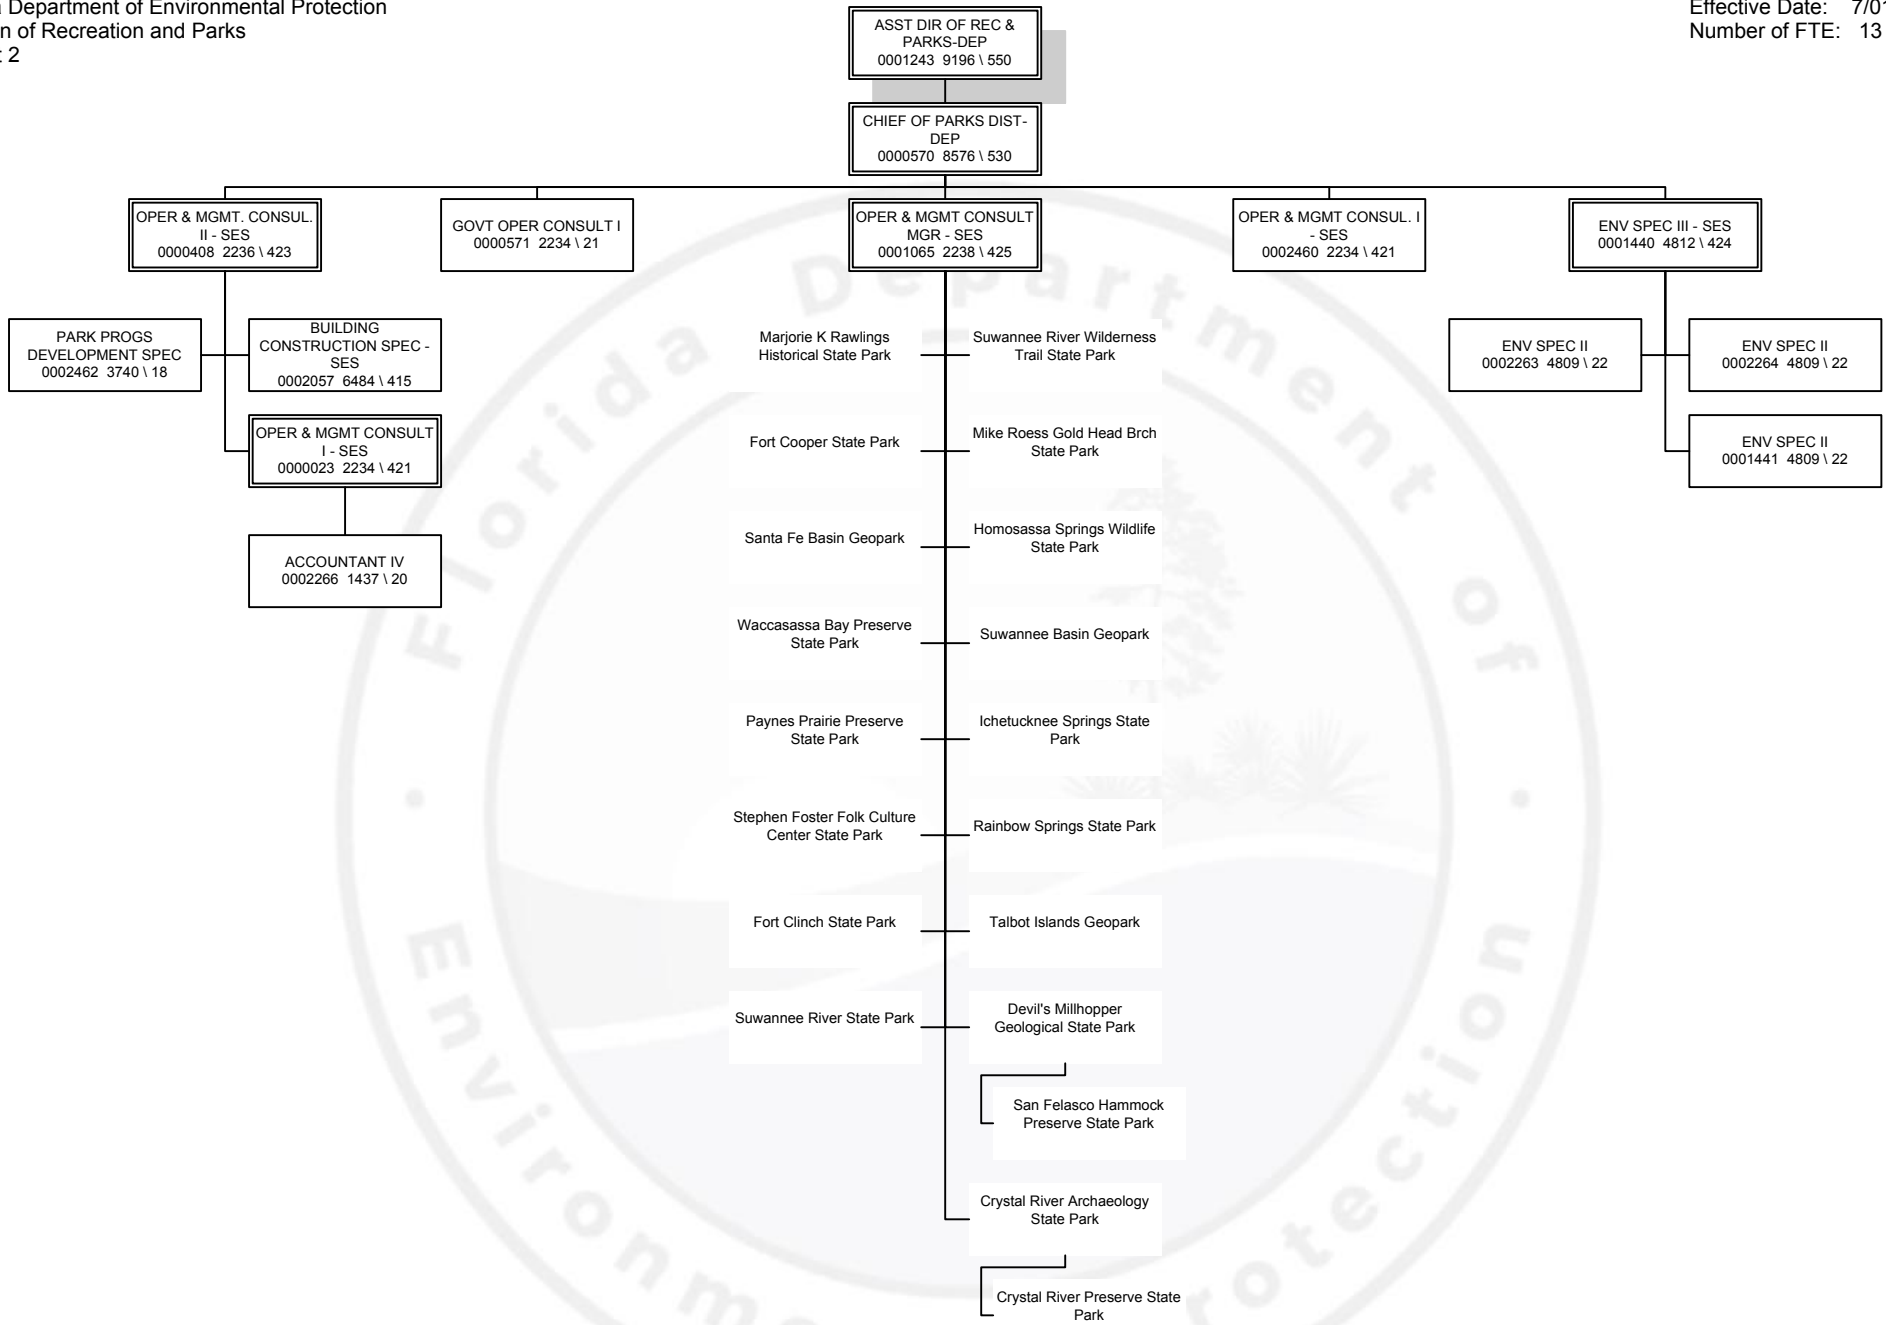 Department of Environmental Protection
of Recreation and Parks
2
Effective Date: 7/01
Number of FTE: 13
ASST DIR OF REC &
PARKS-DEP
0001243 9196 \ 550
CHIEF OF PARKS DIST-
DEP
0000570 8576 \ 530
OPER & MGMT. CONSUL.
II - SES
0000408 2236 \ 423
GOVT OPER CONSULT I
0000571 2234 \ 21
OPER & MGMT CONSULT
MGR - SES
0001065 2238 \ 425
OPER & MGMT CONSUL. I
- SES
0002460 2234 \ 421
ENV SPEC III - SES
0001440 4812 \ 424
PARK PROGS
DEVELOPMENT SPEC
0002462 3740 \ 18
BUILDING
CONSTRUCTION SPEC -
SES
0002057 6484 \ 415
OPER & MGMT CONSULT
I - SES
0000023 2234 \ 421
ACCOUNTANT IV
0002266 1437 \ 20
Marjorie K Rawlings
Historical State Park
Suwannee River Wilderness
Trail State Park
Fort Cooper State Park
Mike Roess Gold Head Brch
State Park
Santa Fe Basin Geopark
Homosassa Springs Wildlife
State Park
Waccasassa Bay Preserve
State Park
Suwannee Basin Geopark
Paynes Prairie Preserve
State Park
Ichetucknee Springs State
Park
Stephen Foster Folk Culture
Center State Park
Rainbow Springs State Park
Fort Clinch State Park
Talbot Islands Geopark
Suwannee River State Park
Devil's Millhopper
Geological State Park
San Felasco Hammock
Preserve State Park
Crystal River Archaeology
State Park
Crystal River Preserve State
Park
ENV SPEC II
0002263 4809 \ 22
ENV SPEC II
0002264 4809 \ 22
ENV SPEC II
0001441 4809 \ 22
Florida Department of